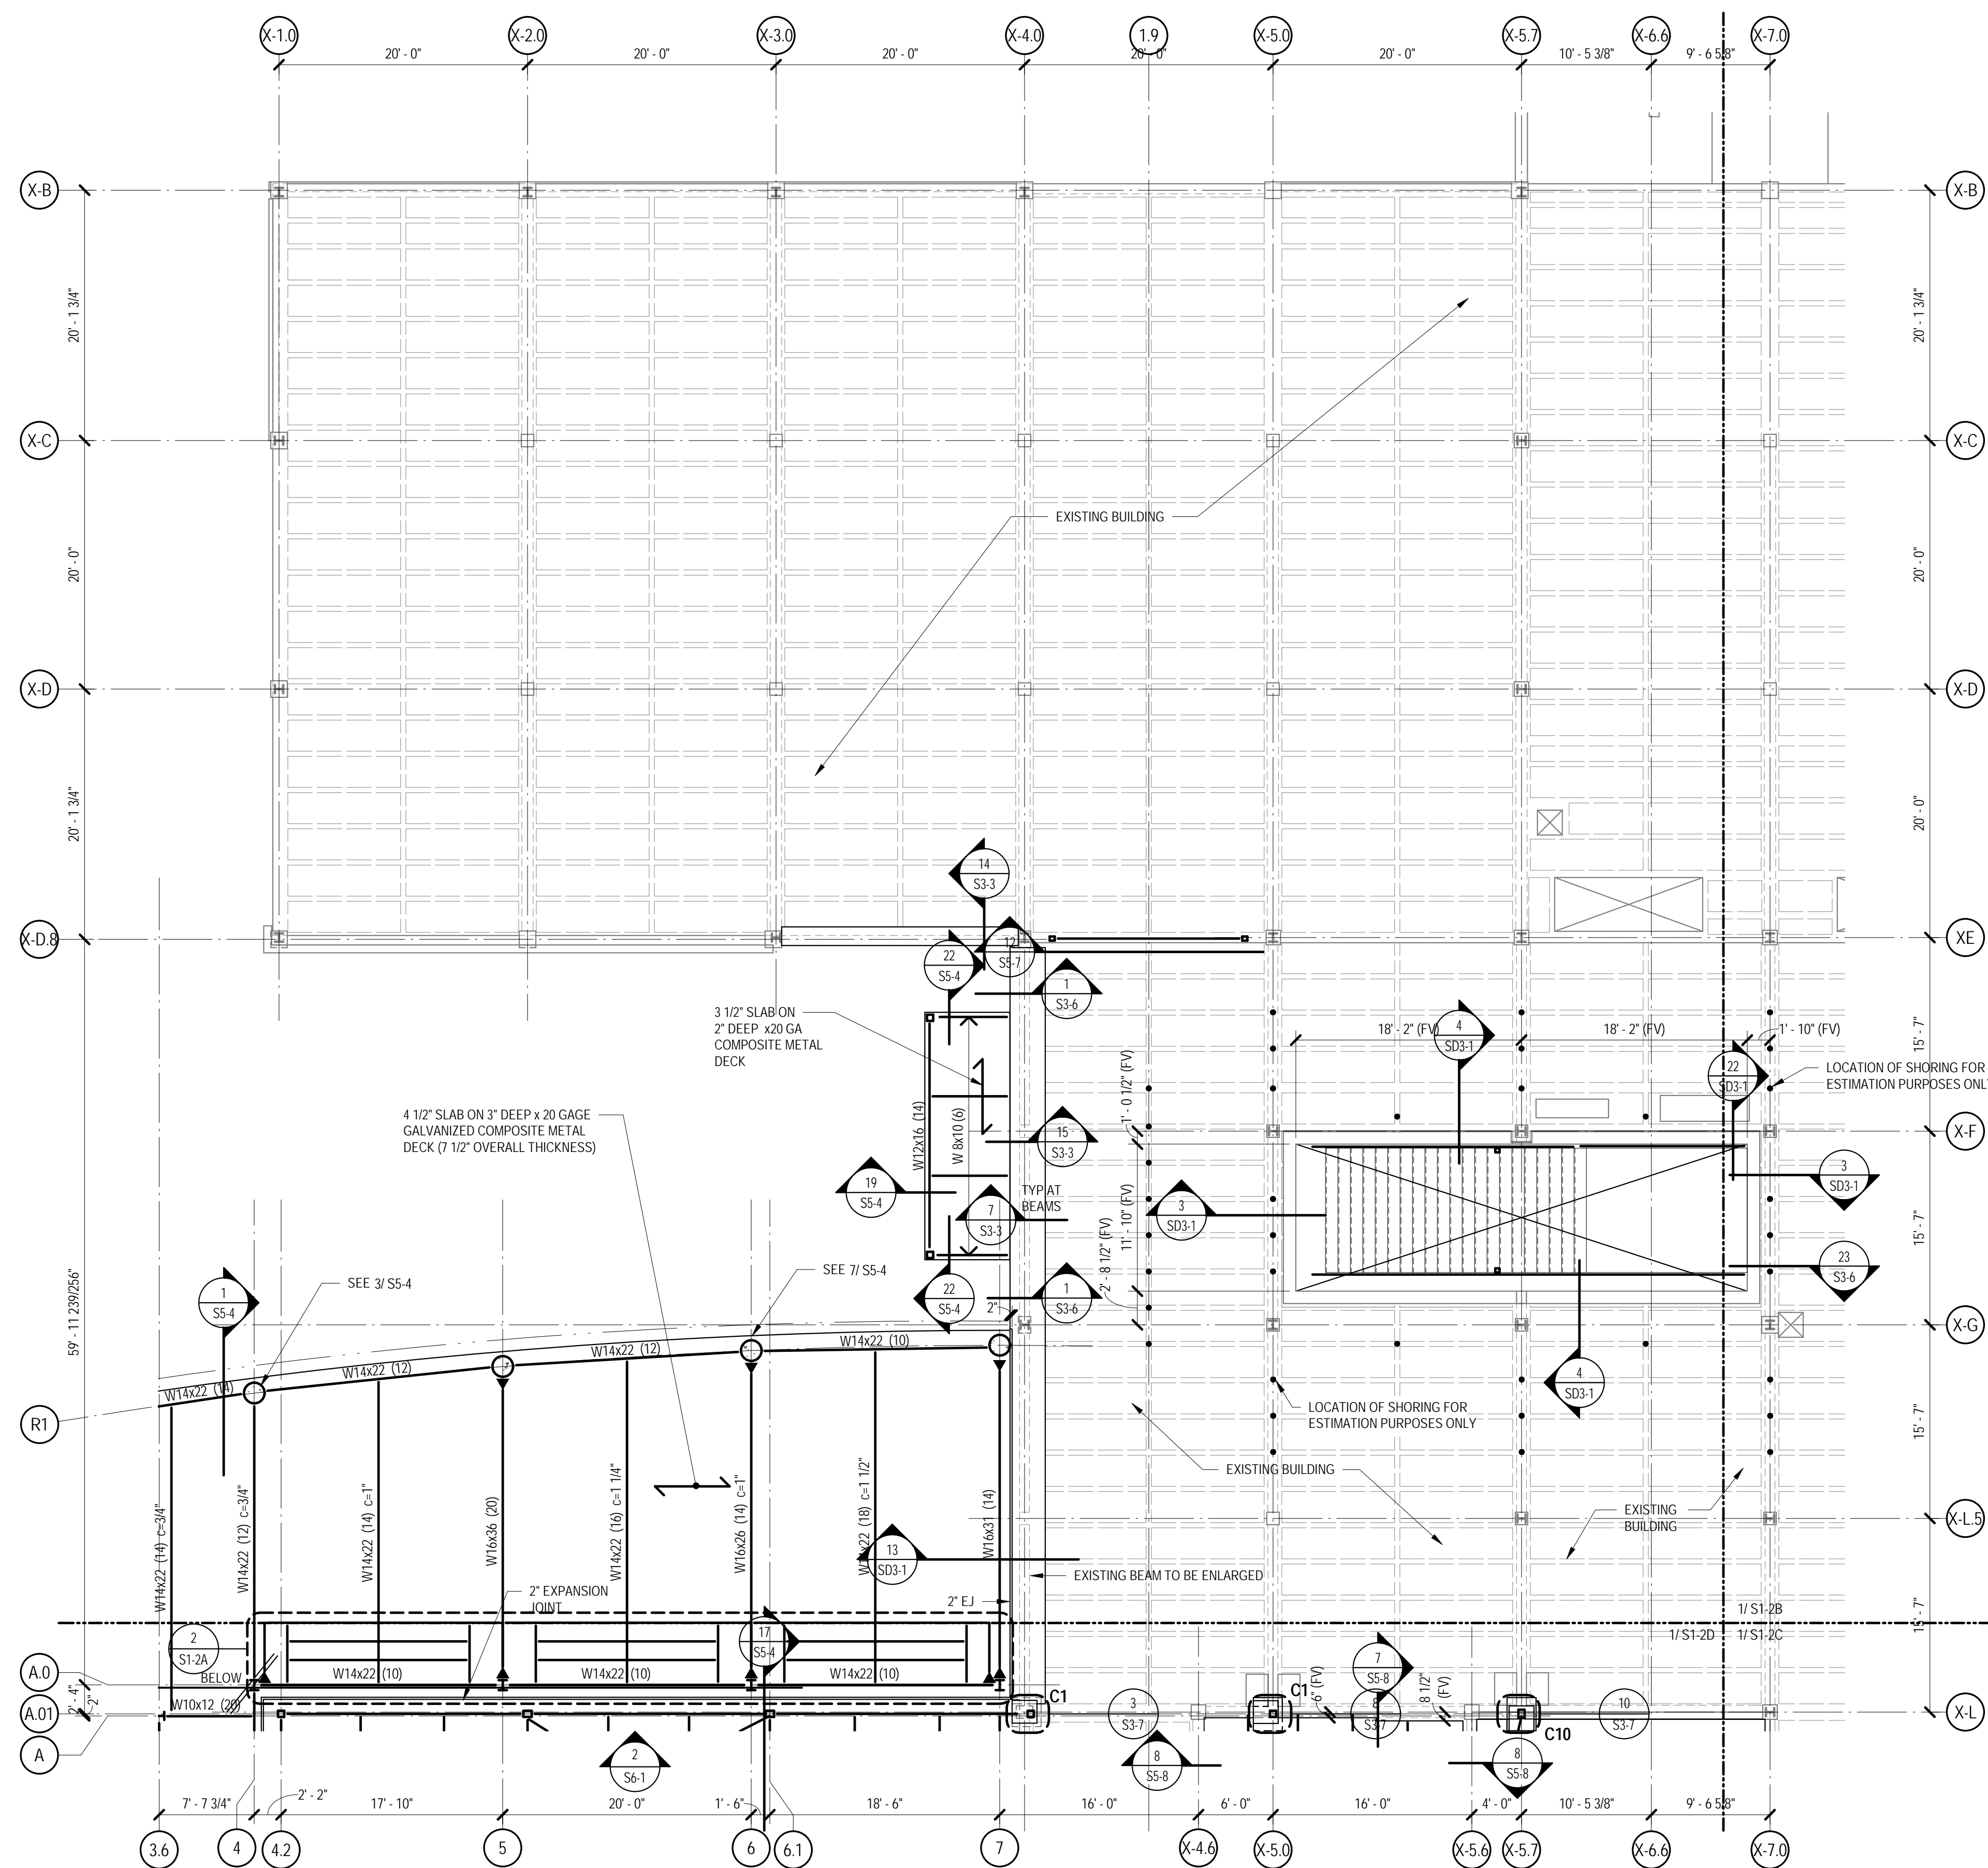 X-1.0
X-2.0
X-3.0
X-4.0
1.9
X-5.0
X-5.7
X-6.6
X-7.0
20' - 0"
20' - 0"
20' - 0"
20' - 0"
20' - 0"
10' - 5 3/8"
9' - 6 5/8"
X-B
X-B
20' - 1 3/4"
20' - 1 3/4"
X-C
X-C
EXISTING BUILDING
20' - 0"
20' - 0"
X-D
X-D
20' - 1 3/4"
20' - 0"
14
S3-3
X-D.8
XE
12
S5-7
22
S5-4
1
S3-6
3 1/2" SLAB ON
2" DEEP x20 GA
COMPOSITE METAL
DECK
18' - 2" (FV)
4
SD3-1
18' - 2" (FV)
1' - 10" (FV)
15' - 7"
22
SD3-1
LOCATION OF SHORING FOR
ESTIMATION PURPOSES ONL
4 1/2" SLAB ON 3" DEEP x 20 GAGE
GALVANIZED COMPOSITE METAL
DECK (7 1/2" OVERALL THICKNESS)
W12x16 (14)
W 8x10 (6)
1' - 0 1/2" (FV)
15
S3-3
X-F
19
S5-4
TYP AT
BEAMS
7
S3-3
11' - 10" (FV)
3
SD3-1
3
SD3-1
15' - 7"
2' - 8 1/2" (FV)
23
S3-6
SEE 3/ S5-4
SEE 7/ S5-4
1
S5-4
22
S5-4
1
S3-6
2"
59' - 11 239/256"
X-G
W14x22 (14)
W14x22 (12)
W14x22 (12)
W14x22 (10)
4
SD3-1
R1
LOCATION OF SHORING FOR
ESTIMATION PURPOSES ONLY
15' - 7"
EXISTING BUILDING
EXISTING
BUILDING
X-L.5
W14x22 (14) c=3/4"
W14x22 (12) c=3/4"
W14x22 (14) c=1"
W16x36 (20)
W14x22 (16) c=1 1/4"
W16x26 (14) c=1"
(18) c=1 1/2"
W16x31 (14)
13
SD3-1
EXISTING BEAM TO BE ENLARGED
2" EXPANSION
JOINT
2" EJ
15' - 7"
1/ S1-2B
1/ S1-2D
1/ S1-2C
2
S1-2A
17
S5-4
BELOW
A.0
W14x22 (10)
W14x22 (10)
W14x22 (10)
7
S5-8
2' - 4"
2"
W10x12 (20)
A.01
C1
3
S3-7
C1
6" (FV)
8
S3-7
8 1/2"
(FV)
C10
10
S3-7
X-L
A
2
S6-1
8
S5-8
8
S5-8
7' - 7 3/4"
2' - 2"
17' - 10"
20' - 0"
1' - 6"
18' - 6"
16' - 0"
6' - 0"
16' - 0"
4' - 0"
10' - 5 3/8"
9' - 6 5/8"
3.6
4
4.2
5
6
6.1
7
X-4.6
X-5.0
X-5.6
X-5.7
X-6.6
X-7.0